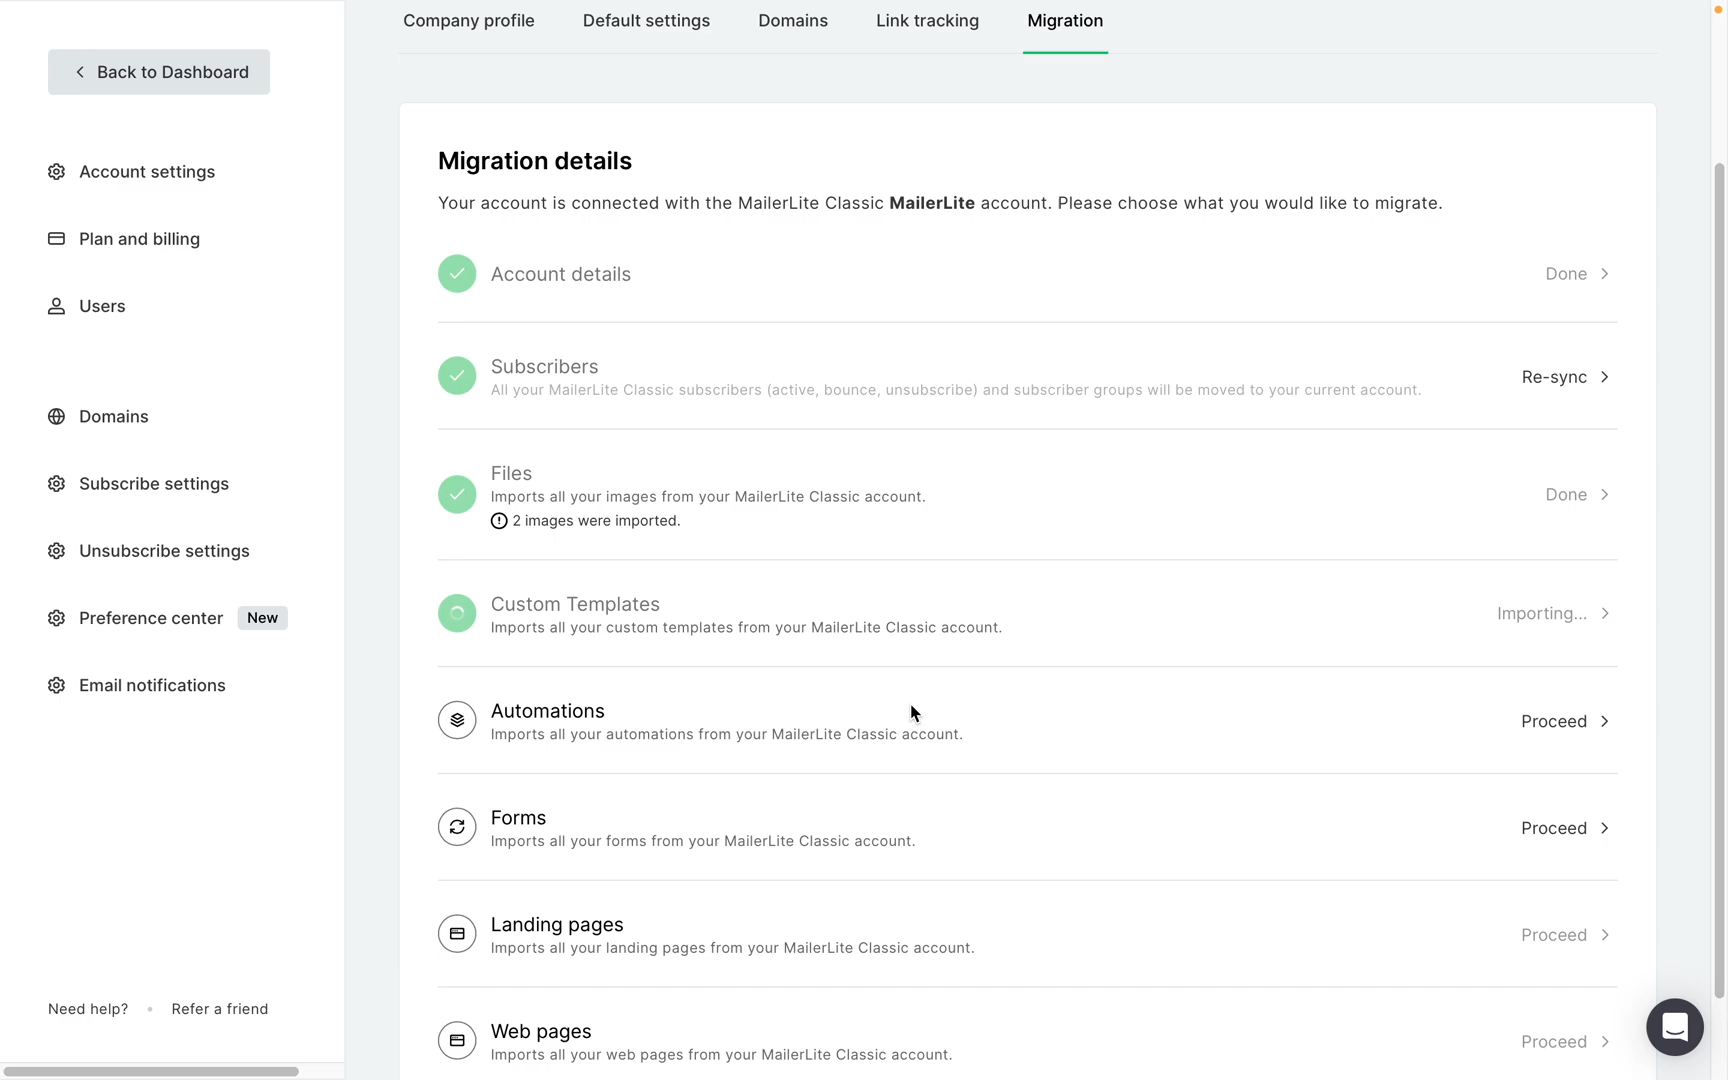 Company profile
Default settings
Domains
Link tracking
Migration
Back to Dashboard
Account settings
Plan and billing
Users
Domains
Subscribe settings
Unsubscribe settings
Preference center New
Email notifications
Need help? • Refer a friend
Migration details
Your account is connected with the MailerLite Classic MailerLite account. Please choose what you would like to migrate.
Account details
Done
Subscribers
All your MailerLite Classic subscribers (active, bounce, unsubscribe) and subscriber groups will be moved to your current account.
Re-sync
Files
Imports all your images from your MailerLite Classic account.
2 images were imported.
Done
Custom Templates
Imports all your custom templates from your MailerLite Classic account.
Importing...
Automations
Imports all your automations from your MailerLite Classic account.
Proceed
Forms
Imports all your forms from your MailerLite Classic account.
Proceed
Landing pages
Imports all your landing pages from your MailerLite Classic account.
Proceed
Web pages
Imports all your web pages from your MailerLite Classic account.
Proceed